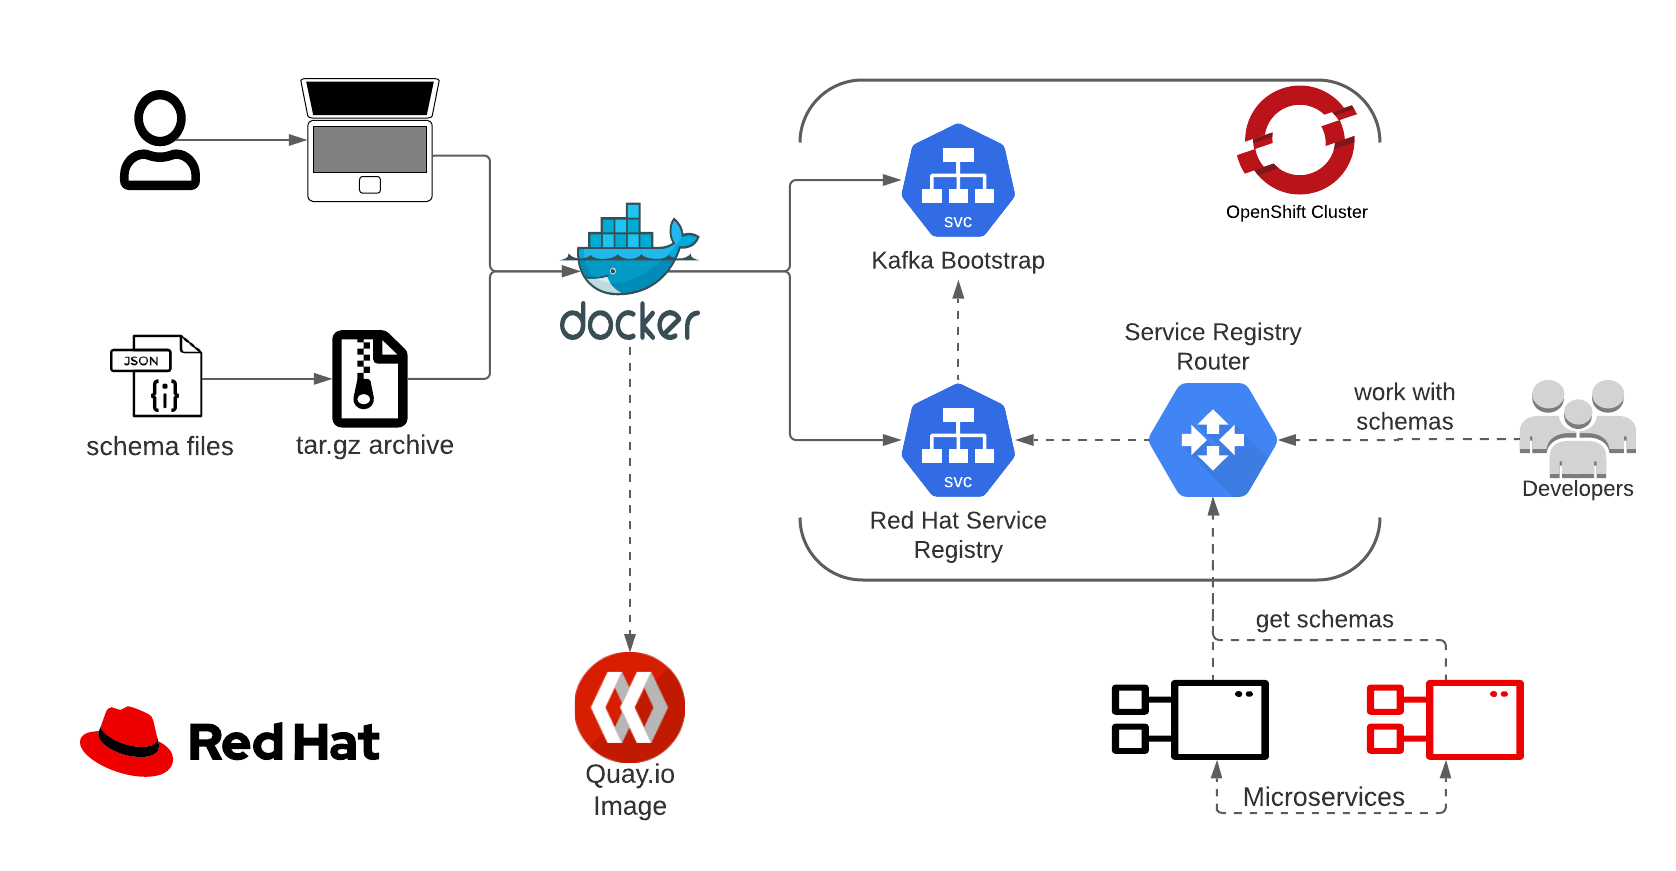 OpenShift Cluster
svc
Kafka Bootstrap
docker
JSON
{i}
schema files
tar.gz archive
Service Registry
Router
work with
schemas
Developers
svc
Red Hat Service
Registry
get schemas
Red Hat
Quay.io
Image
Microservices